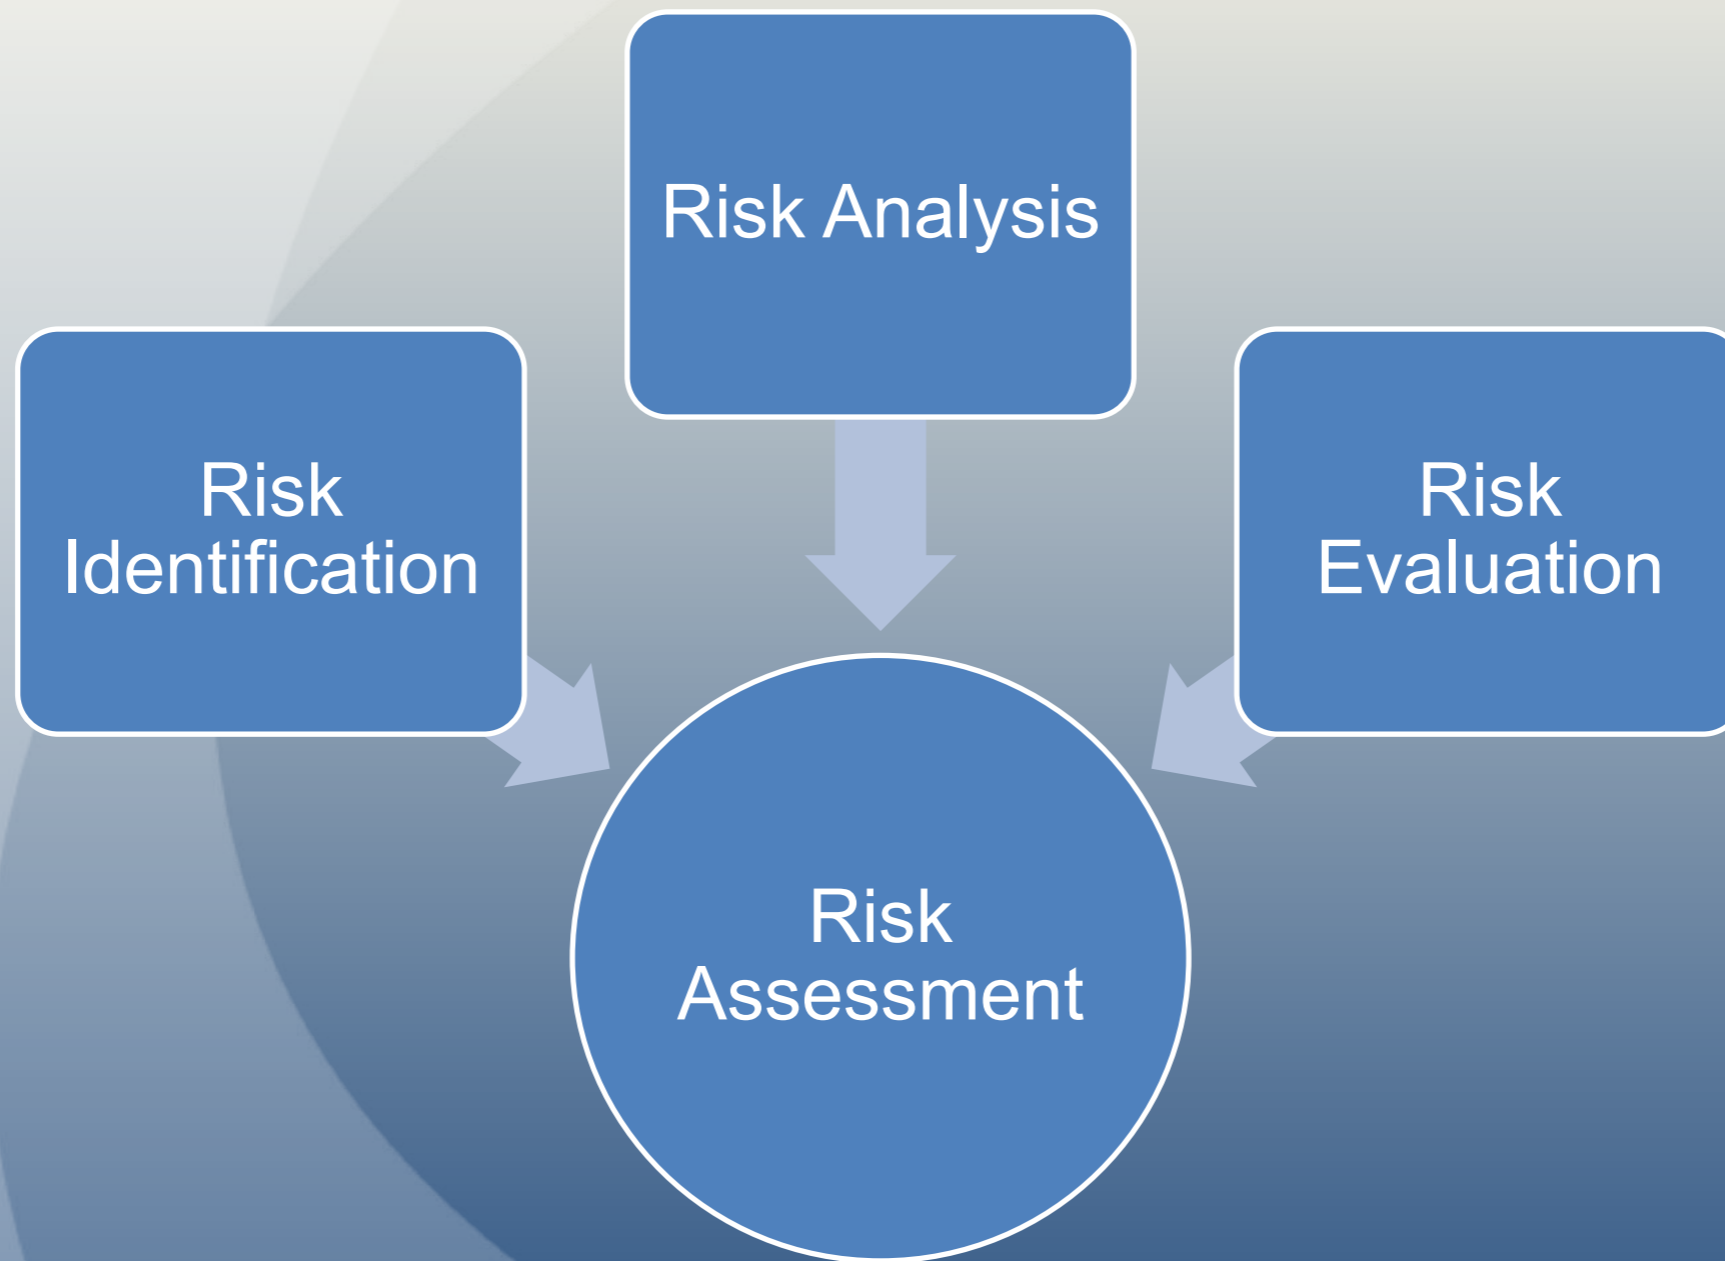 Risk Analysis
Risk
Identification
Risk
Evaluation
Risk
Assessment